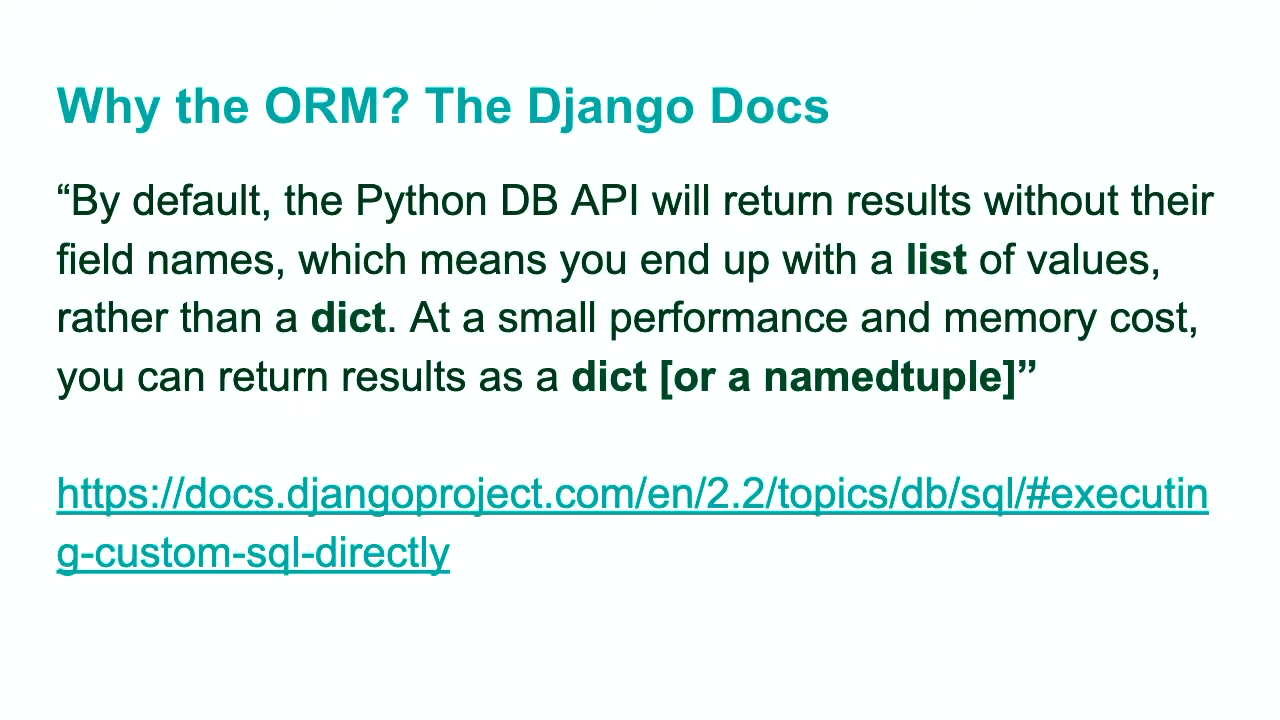 Why the ORM? The Django Docs
“By default, the Python DB API will return results without their
field names, which means you end up with a list of values,
rather than a dict. At a small performance and memory cost,
you can return results as a dict [or a namedtuple]”
https://docs.djangoproject.com/en/2.2/topics/db/sql/#executin
g-custom-sql-directly